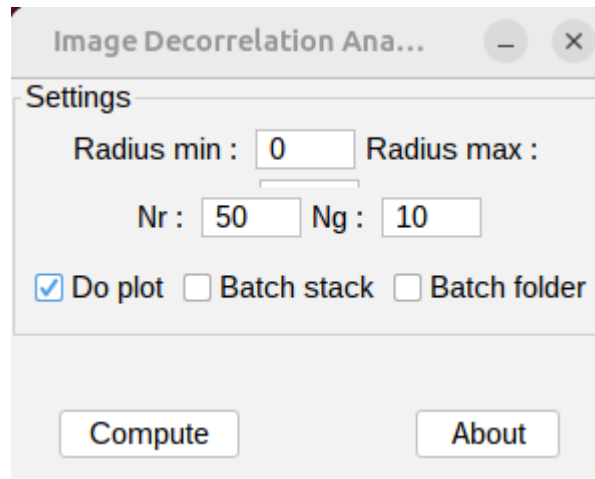 Image Decorrelation Ana...
Settings
Radius min : 0 Radius max :
Nr : 50 Ng : 10
Do plot Batch stack Batch folder
Compute About